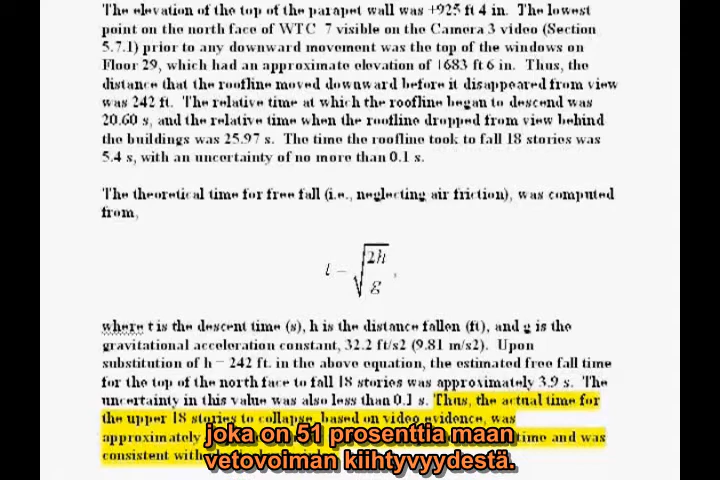 The elevation of the top of the parapet wall was +925 ft 4 in. The lowest
point on the north face of WTC 7 visible on the Camera 3 video (Section
5.7.1) prior to any downward movement was the top of the windows on
Floor 29, which had an approximate elevation of 1683 ft 6 in. Thus, the
distance that the roofline moved downward before it disappeared from view
was 242 ft. The relative time at which the roofline began to descend was
20.60 s, and the relative time when the roofline dropped from view behind
the buildings was 25.97 s. The time the roofline took to fall 18 stories was
5.4 s, with an uncertainty of no more than 0.1 s.
The theoretical time for free fall (i.e., neglecting air friction), was computed
from,
t = √2h/g ,
where t is the descent time (s), h is the distance fallen (ft), and g is the
gravitational acceleration constant, 32.2 ft/s2 (9.81 m/s2). Upon
substitution of h = 242 ft. in the above equation, the estimated free fall time
for the top of the north face to fall 18 stories was approximately 3.9 s. The
uncertainty in this value was also less than 0.1 s. Thus, the actual time for
the upper 18 stories to collapse, based on video evidence, was
approximately time and was
consistent with
joka on 51 prosenttia maan
vetovoiman kiihtyvyydestä.